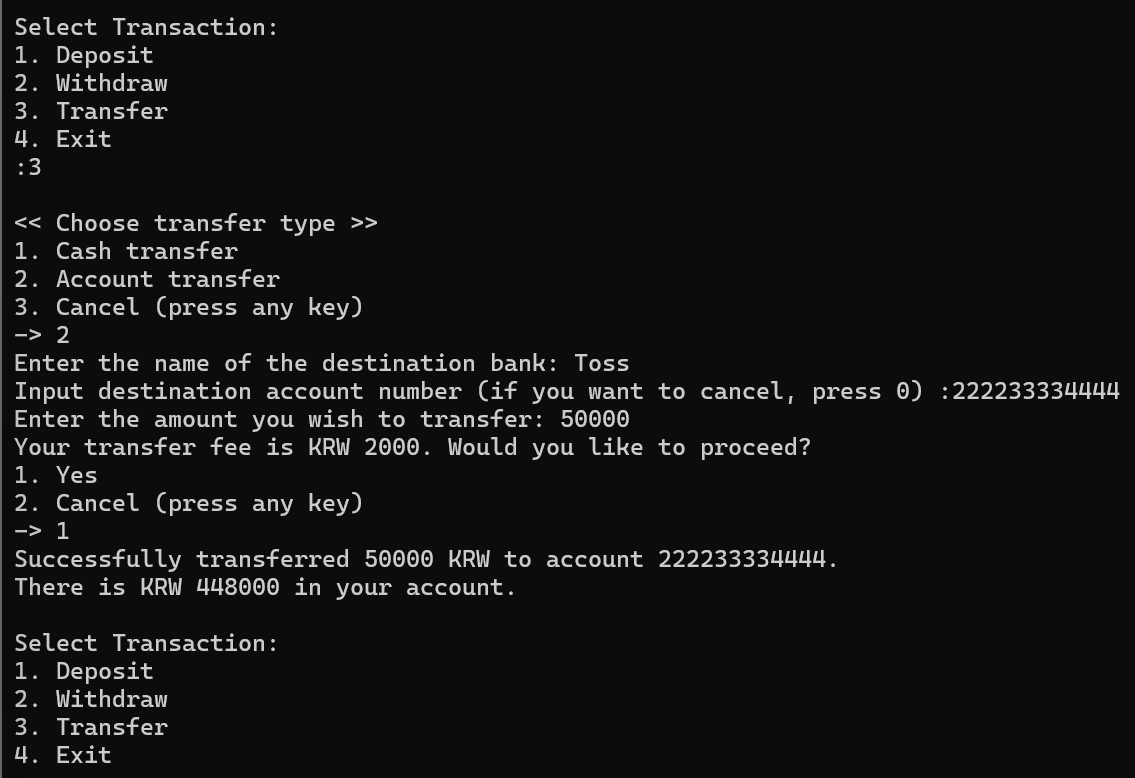 Select Transaction:
1. Deposit
2. Withdraw
3. Transfer
4. Exit
:3
<< Choose transfer type >>
1. Cash transfer
2. Account transfer
3. Cancel (press any key)
-> 2
Enter the name of the destination bank: Toss
Input destination account number (if you want to cancel, press 0) :222233334444
Enter the amount you wish to transfer: 50000
Your transfer fee is KRW 2000. Would you like to proceed?
1. Yes
2. Cancel (press any key)
-> 1
Successfully transferred 50000 KRW to account 222233334444.
There is KRW 448000 in your account.
Select Transaction:
1. Deposit
2. Withdraw
3. Transfer
4. Exit